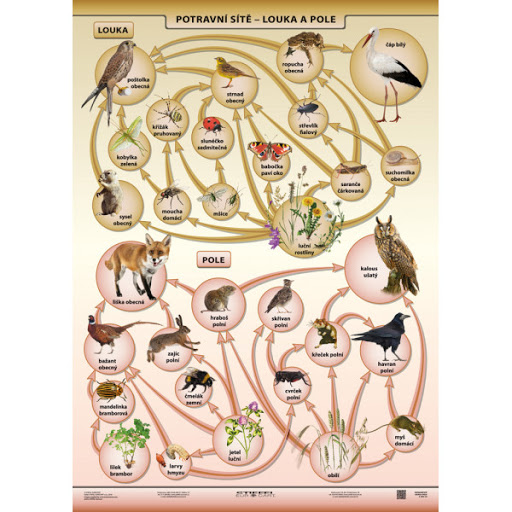 POTRAVNÍ SÍTĚ – LOUKA A POLE
LOUKA
poštolka
obecná
strnad
obecný
ropucha
obecná
čáp bílý
křižák
pruhovaný
slunéčko
sedmitečné
střevlík
fialový
kobylka
zelená
babočka
paví oko
saranče
čárkovaná
suchomilka
obecná
sysel
obecný
moucha
domácí
mšice
luční
rostliny
POLE
liška obecná
hraboš
polní
skřivan
polní
kalous
ušatý
bažant
obecný
zajíc
polní
křeček polní
havran
polní
mandelinka
bramborová
čmelák
zemní
cvrček
polní
lilek
brambor
larvy
hmyzu
jetel
luční
obilí
myš
domácí
STIEFEL